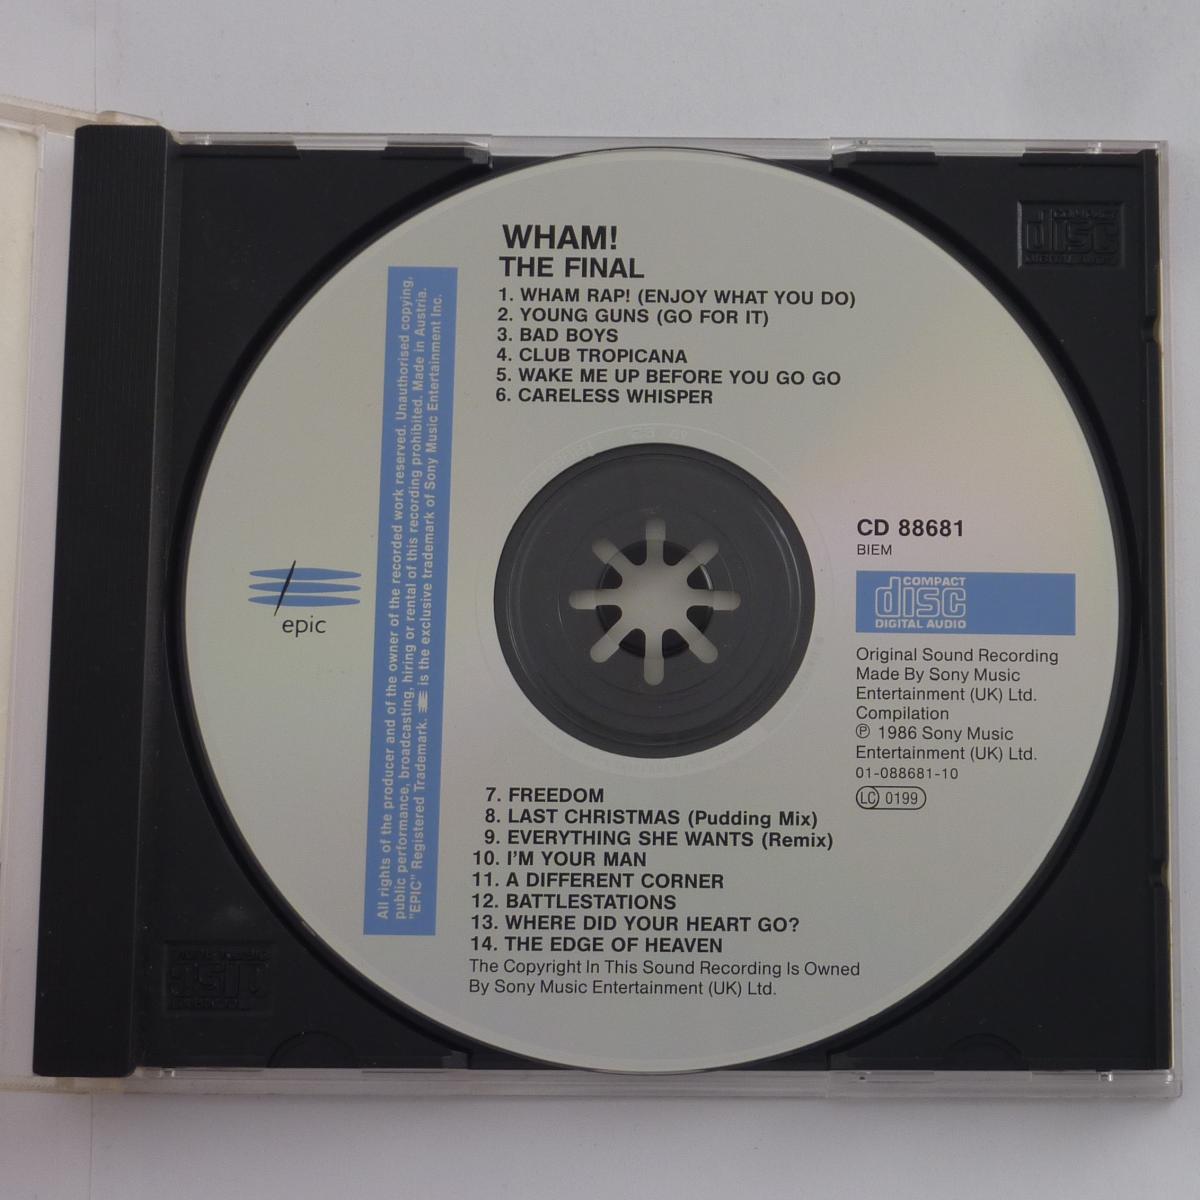 WHAM!
THE FINAL
1. WHAM RAP! (ENJOY WHAT YOU DO)
2. YOUNG GUNS (GO FOR IT)
3. BAD BOYS
4. CLUB TROPICANA
5. WAKE ME UP BEFORE YOU GO GO
6. CARELESS WHISPER
All rights of the producer and of the owner of the recorded work reserved. Unauthorised copying,
public performance, broadcasting, hiring or rental of this recording prohibited. Made in Austria.
"EPIC" Registered Trademark. is the exclusive trademark of Sony Music Entertainment Inc.
epic
CD 88681
BIEM
COMPACT
disc
DIGITAL AUDIO
Original Sound Recording
Made By Sony Music
Entertainment (UK) Ltd.
Compilation
℗ 1986 Sony Music
Entertainment (UK) Ltd.
01-088681-10
LC 0199
7. FREEDOM
8. LAST CHRISTMAS (Pudding Mix)
9. EVERYTHING SHE WANTS (Remix)
10. I'M YOUR MAN
11. A DIFFERENT CORNER
12. BATTLESTATIONS
13. WHERE DID YOUR HEART GO?
14. THE EDGE OF HEAVEN
The Copyright In This Sound Recording Is Owned
By Sony Music Entertainment (UK) Ltd.
COMPACT
disc
DIGITAL AUDIO